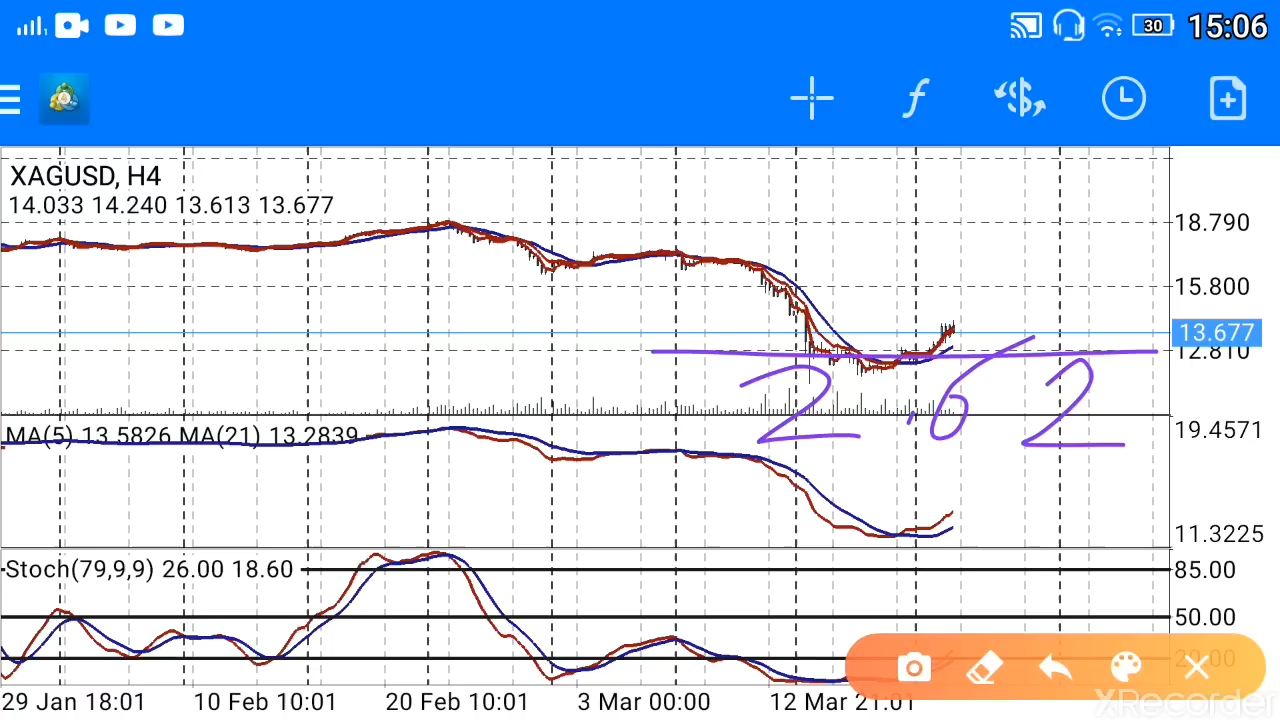 30 15:06
XAGUSD, H4
14.033 14.240 13.613 13.677
18.790
15.800
13.677
12.810
2.62
MA(5) 13.5826 MA(21) 13.2839
19.4571
11.3225
Stoch(79,9,9) 26.00 18.60
85.00
50.00
20.00
29 Jan 18:01 10 Feb 10:01 20 Feb 10:01 3 Mar 00:00 12 Mar 21:01
XRecorder